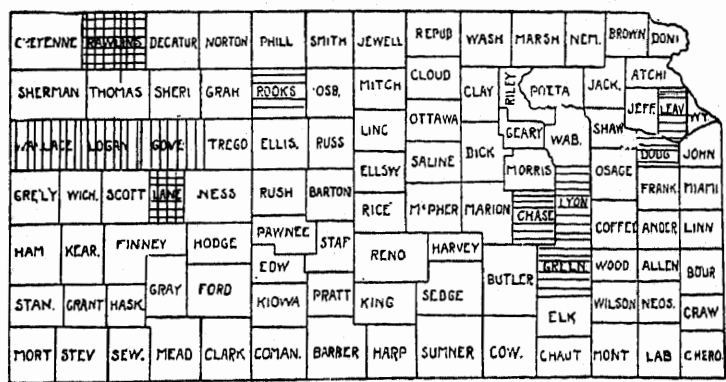 CHEYENNE RAWLINS DECATUR NORTON PHILL SMITH JEWELL REPUB WASH MARSH NEM. BROWN DONI
SHERMAN THOMAS SHERI GRAH ROOKS OSB. MITCH CLOUD CLAY RILEY POTTA JACK. ATCHI
OTTAWA JEFF. LEAV WY.
WALLACE LOGAN GOVE TREGO ELLIS. RUSS LINC GEARY WAB. SHAW DOUG JOHN
SALINE DICK
ELLSW MORRIS OSAGE
GRE'LY WICH. SCOTT LANE NESS RUSH BARTON FRANK. MIAMI
RICE McPHER MARION CHASE LYON
HAM KEAR. FINNEY HODGE PAWNEE STAF COFFEE ANDER LINN
RENO HARVEY
EDW GREEN. WOOD ALLEN BOUR
GRAY FORD BUTLER
STAN. GRANT HASK. KIOWA PRATT KING SEDGE WILSON NEOS.
ELK CRAW
MORT STEV SEW. MEAD CLARK COMAN. BARBER HARP SUMNER COW. CHAUT MONT LAB CHERO.